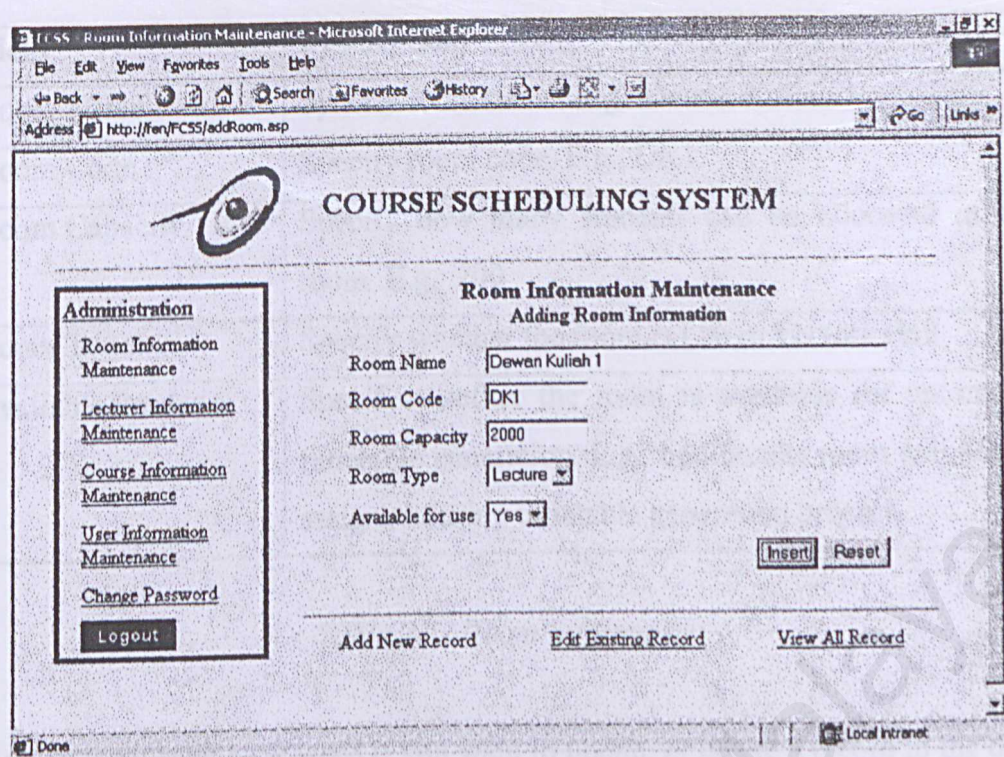 FCSS - Room Information Maintenance - Microsoft Internet Explorer
File Edit View Favorites Tools Help
Back Search Favorites History
Address http://fen/FCSS/addRoom.asp Go Links »
COURSE SCHEDULING SYSTEM
Administration
Room Information
Maintenance
Lecturer Information
Maintenance
Course Information
Maintenance
User Information
Maintenance
Change Password
Logout
Room Information Maintenance
Adding Room Information
Room Name Dewan Kuliah 1
Room Code DK1
Room Capacity 2000
Room Type Lecture
Available for use Yes
Insert Reset
Add New Record Edit Existing Record View All Record
Done Local intranet